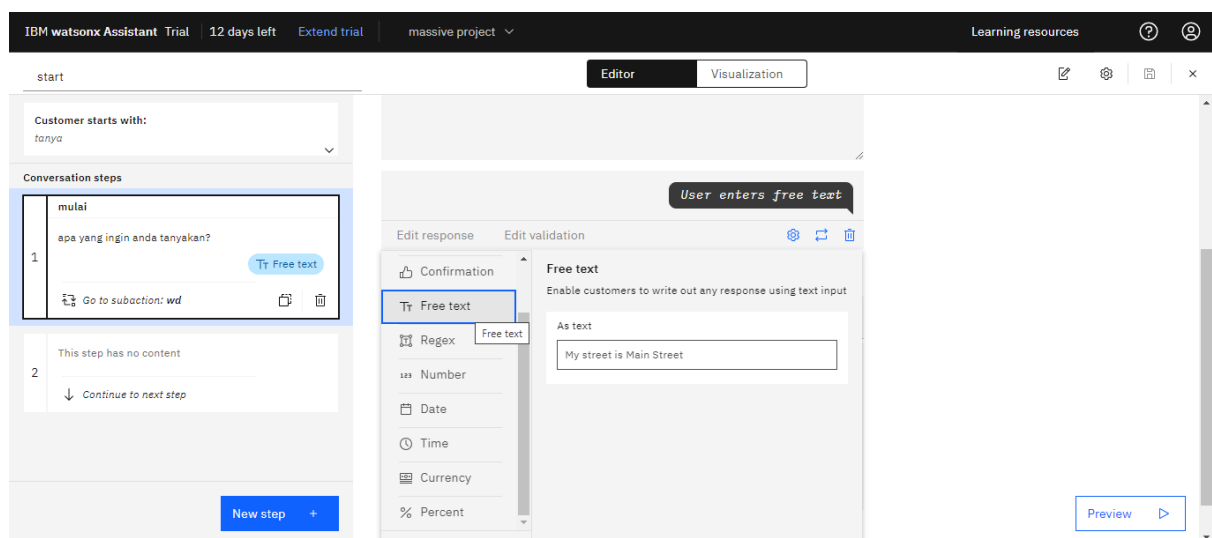 IBM watsonx Assistant Trial 12 days left Extend trial massive project Learning resources
start Editor Visualization
Customer starts with:
tanya
Conversation steps
1
mulai
apa yang ingin anda tanyakan?
Free text
Go to subaction: wd
2
This step has no content
Continue to next step
New step +
User enters free text
Edit response Edit validation
Confirmation
Free text
Free text
Regex
Number
Date
Time
Currency
Percent
Free text
Enable customers to write out any response using text input
As text
My street is Main Street
Preview